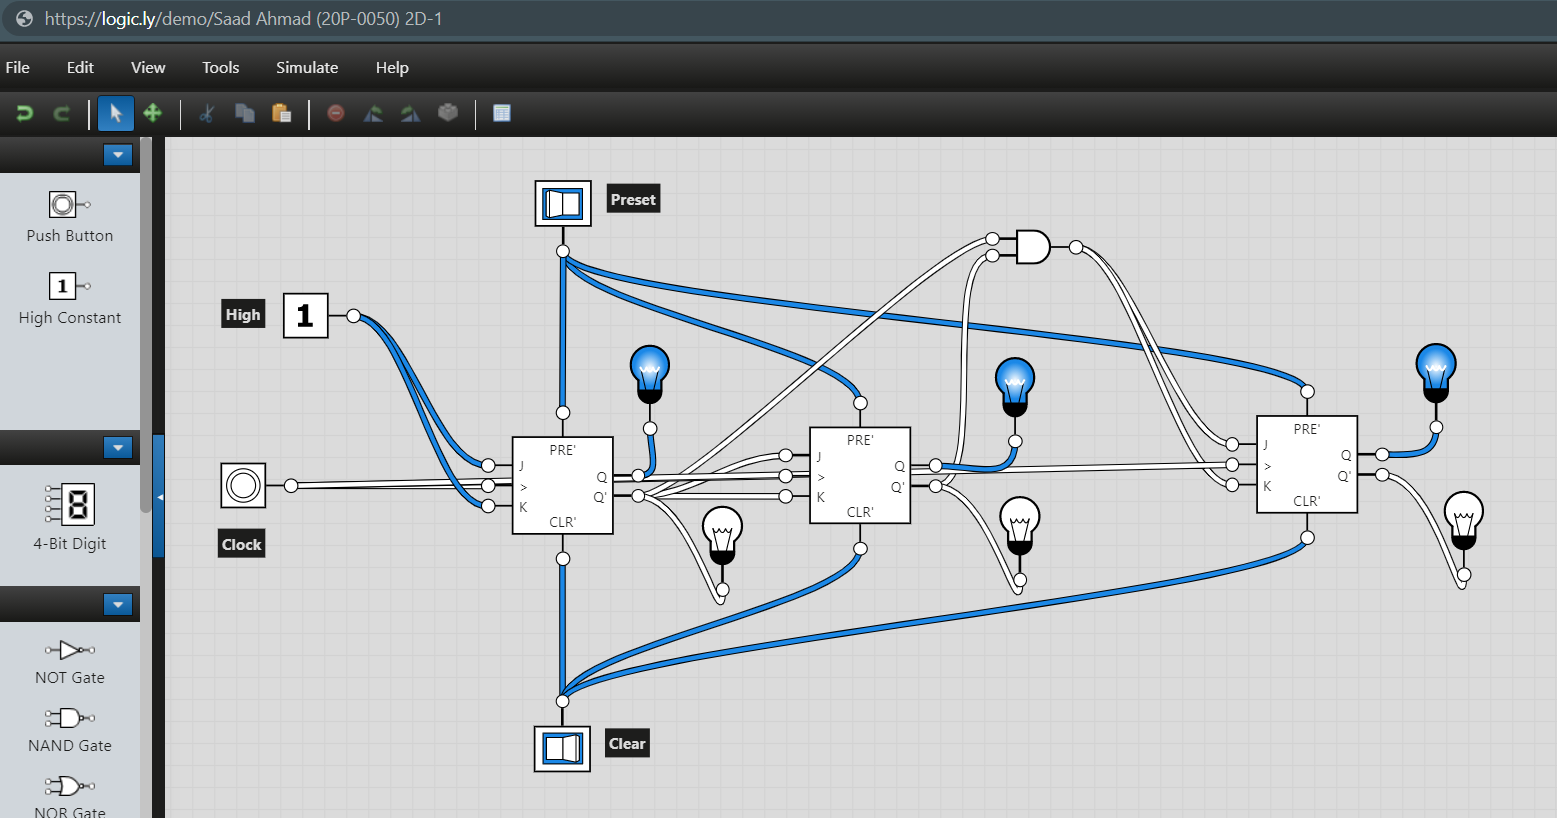 https://logic.ly/demo/Saad Ahmad (20P-0050) 2D-1
File Edit View Tools Simulate Help
Push Button
1
High Constant
4-Bit Digit
NOT Gate
NAND Gate
NOR Gate
Preset
High
1
Clock
PRE'
J
Q
>
Q'
K
CLR'
PRE'
J
Q
>
Q'
K
CLR'
PRE'
J
Q
>
Q'
K
CLR'
Clear